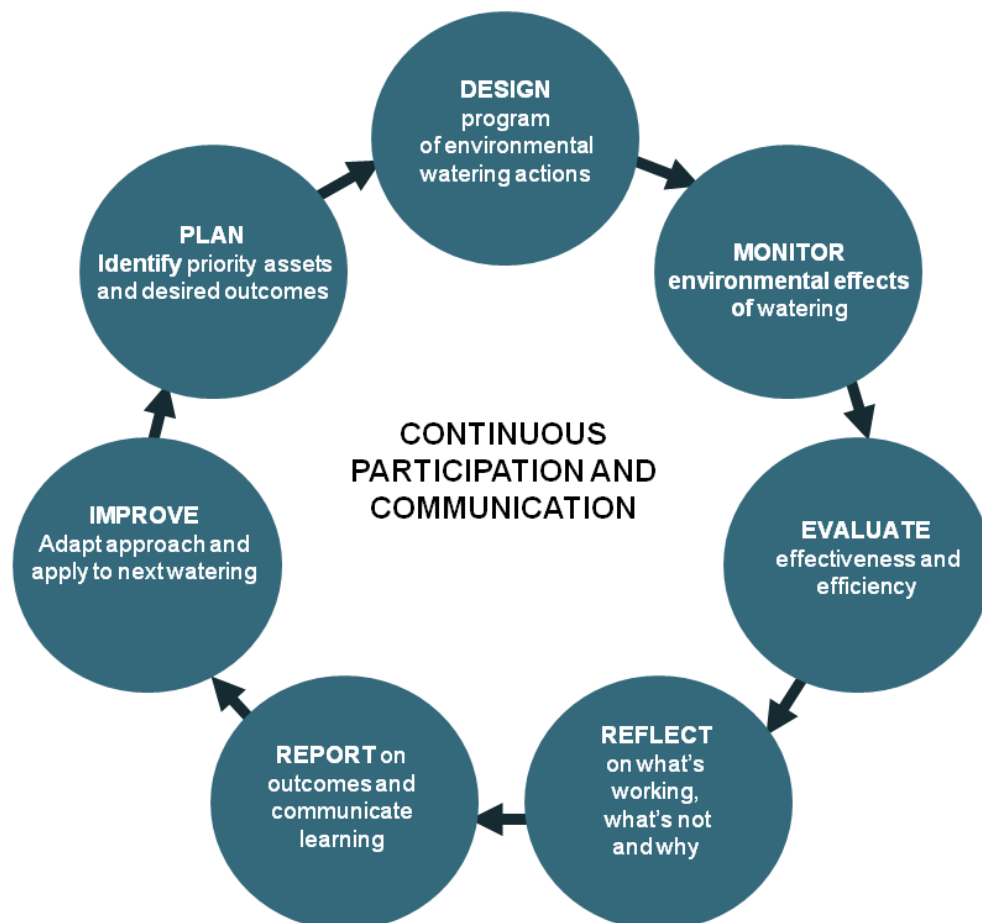 DESIGN
program
of environmental
watering actions
PLAN
Identify priority assets
and desired outcomes
MONITOR
environmental effects
of watering
CONTINUOUS
PARTICIPATION AND
COMMUNICATION
IMPROVE
Adapt approach and
apply to next watering
EVALUATE
effectiveness and
efficiency
REPORT on
outcomes and
communicate
learning
REFLECT
on what’s
working,
what’s not
and why